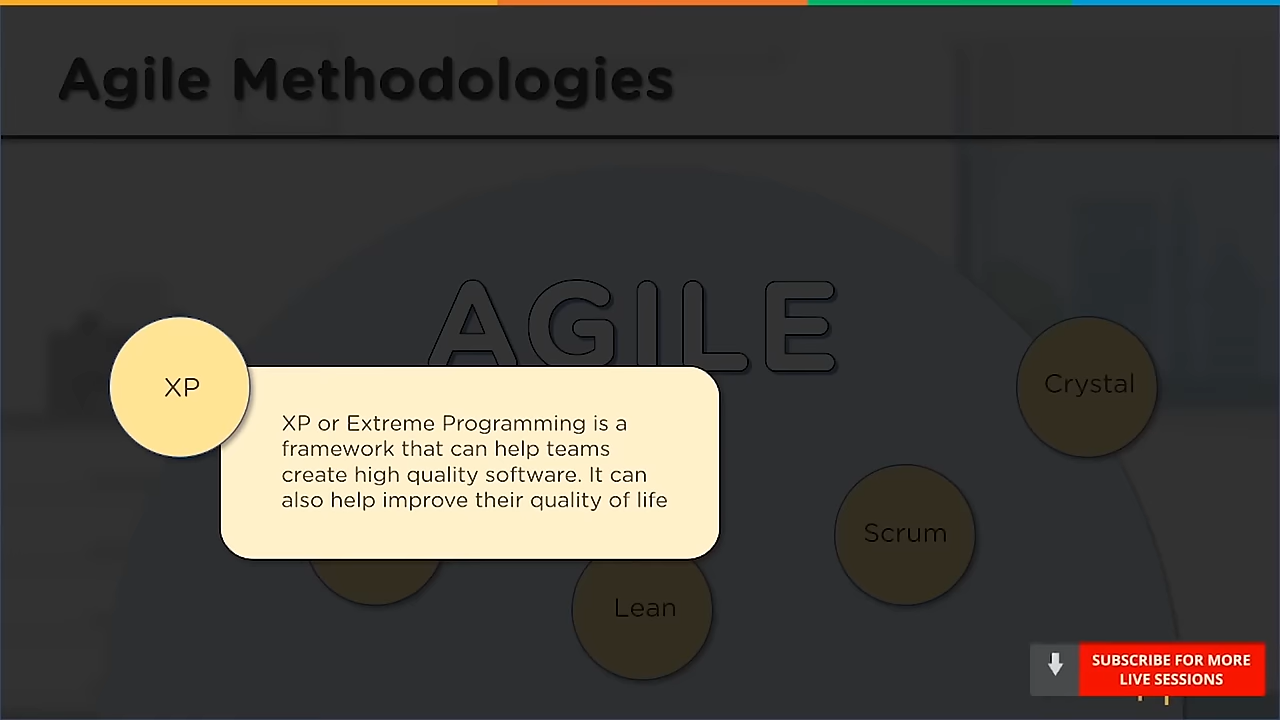 Agile Methodologies
AGILE
XP
XP or Extreme Programming is a
framework that can help teams
create high quality software. It can
also help improve their quality of life
Crystal
Scrum
Lean
SUBSCRIBE FOR MORE
LIVE SESSIONS